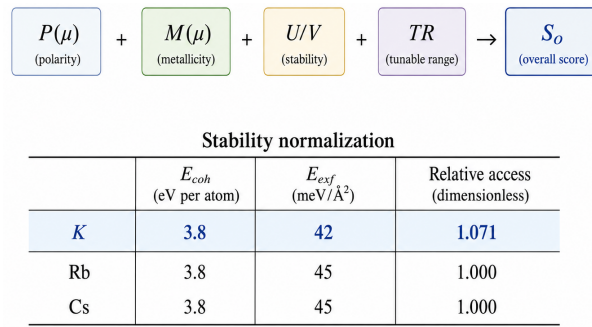 P(μ) + M(μ) + U/V + TR → Sₒ
(polarity) (metallicity) (stability) (tunable range) (overall score)
Stability normalization
E_coh E_exf Relative access
(eV per atom) (meV/Å²) (dimensionless)
K 3.8 42 1.071
Rb 3.8 45 1.000
Cs 3.8 45 1.000